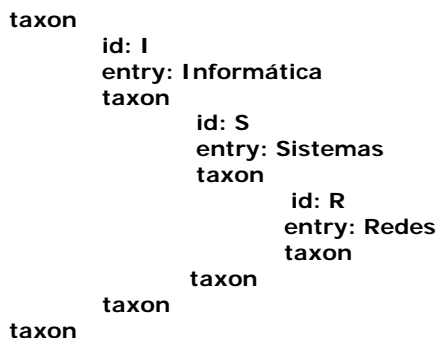 taxon
id: I
entry: Informática
taxon
id: S
entry: Sistemas
taxon
id: R
entry: Redes
taxon
taxon
taxon
taxon